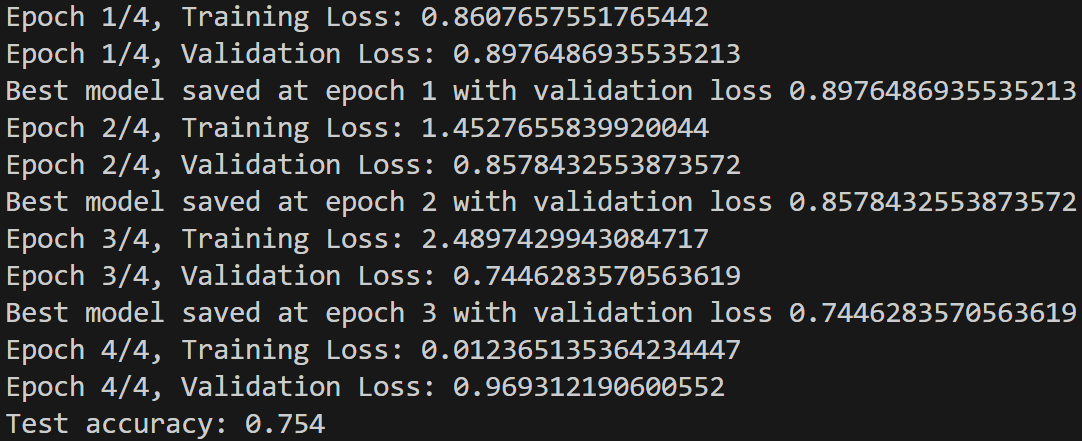 Epoch 1/4, Training Loss: 0.8607657551765442
Epoch 1/4, Validation Loss: 0.8976486935535213
Best model saved at epoch 1 with validation loss 0.8976486935535213
Epoch 2/4, Training Loss: 1.4527655839920044
Epoch 2/4, Validation Loss: 0.8578432553873572
Best model saved at epoch 2 with validation loss 0.8578432553873572
Epoch 3/4, Training Loss: 2.4897429943084717
Epoch 3/4, Validation Loss: 0.7446283570563619
Best model saved at epoch 3 with validation loss 0.7446283570563619
Epoch 4/4, Training Loss: 0.012365135364234447
Epoch 4/4, Validation Loss: 0.969312190600552
Test accuracy: 0.754